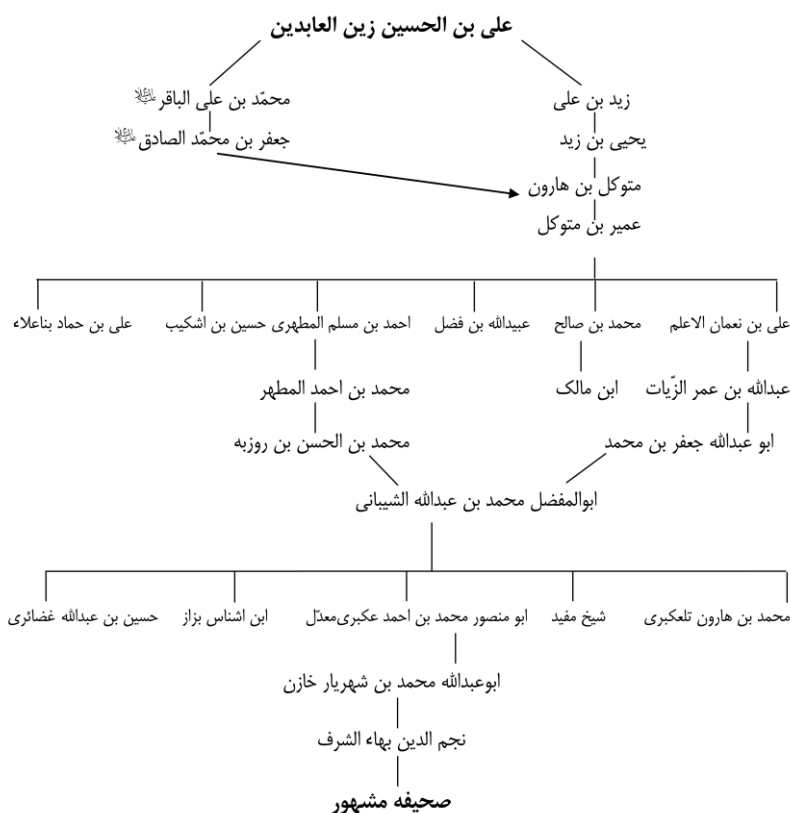 علی بن الحسین زین العابدین
زید بن علی محمّد بن علی الباقر علیه‌السلام
یحیی بن زید جعفر بن محمّد الصادق علیه‌السلام
متوکل بن هارون
عمیر بن متوکل
علی بن نعمان الاعلم محمد بن صالح عبیدالله بن فضل احمد بن مسلم المطهری حسین بن اشکیب علی بن حماد بناعلاء
عبدالله بن عمر الزّیات ابن مالک محمد بن احمد المطهر
ابو عبدالله جعفر بن محمد محمد بن الحسن بن روزبه
ابوالمفضل محمد بن عبدالله الشیبانی
محمد بن هارون تلعکبری شیخ مفید ابو منصور محمد بن احمد عکبری‌معدّل ابن اشناس بزاز حسین بن عبدالله غضائری
ابوعبدالله محمد بن شهریار خازن
نجم الدین بهاء الشرف
صحیفه مشهور